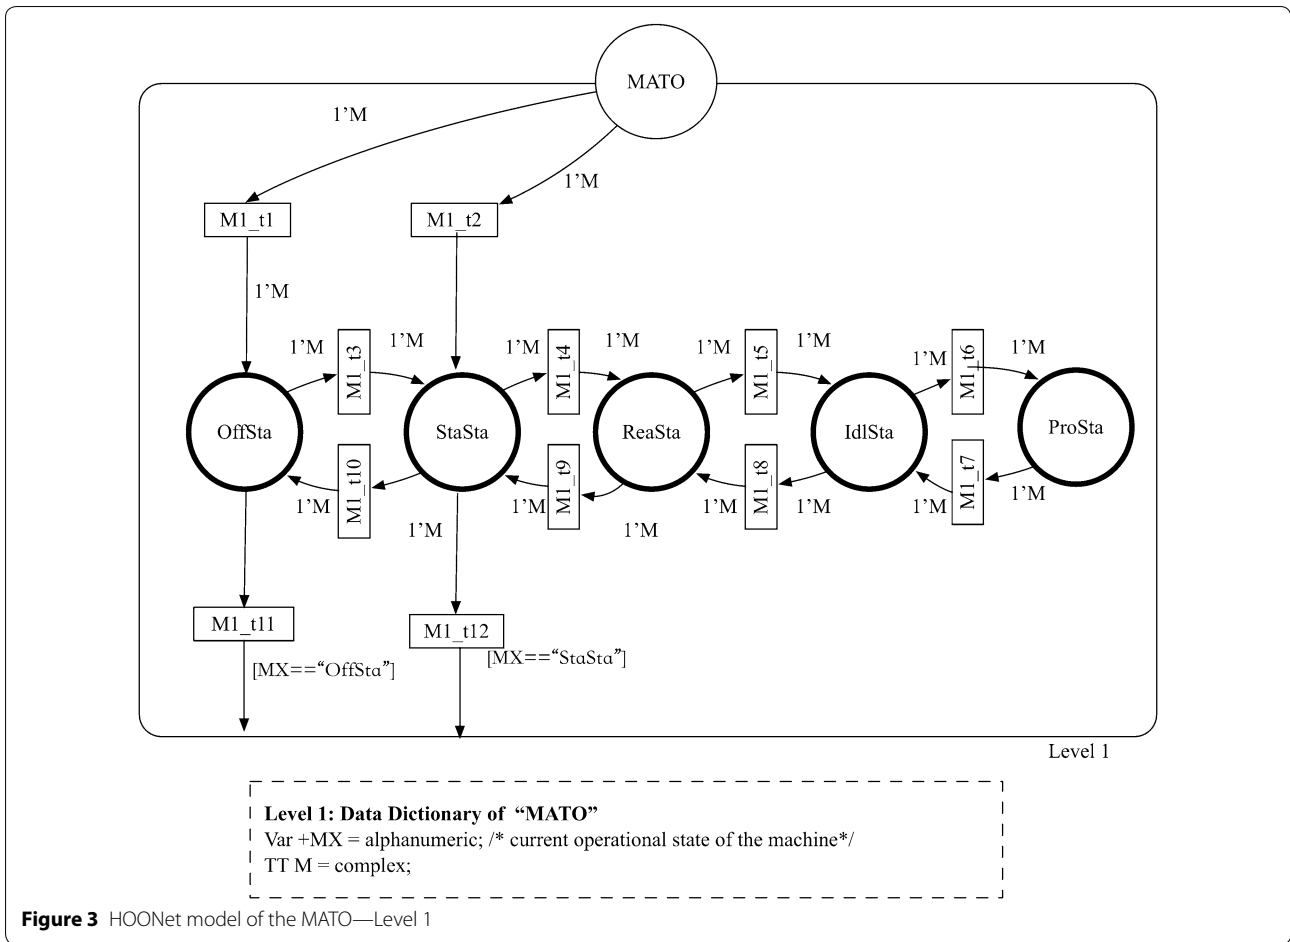 MATO
1’M
1’M
M1_t1
M1_t2
1’M
1’M
M1_t3
1’M
1’M
M1_t4
1’M
1’M
M1_t5
1’M
1’M
M1_t6
1’M
OffSta
StaSta
ReaSta
IdlSta
ProSta
1’M
M1_t10
1’M
1’M
M1_t9
1’M
1’M
M1_t8
1’M
1’M
M1_t7
1’M
M1_t11
M1_t12
[MX==“OffSta”]
[MX==“StaSta”]
Level 1
Level 1: Data Dictionary of “MATO”
Var +MX = alphanumeric; /* current operational state of the machine*/
TT M = complex;
Figure 3 HOONet model of the MATO—Level 1